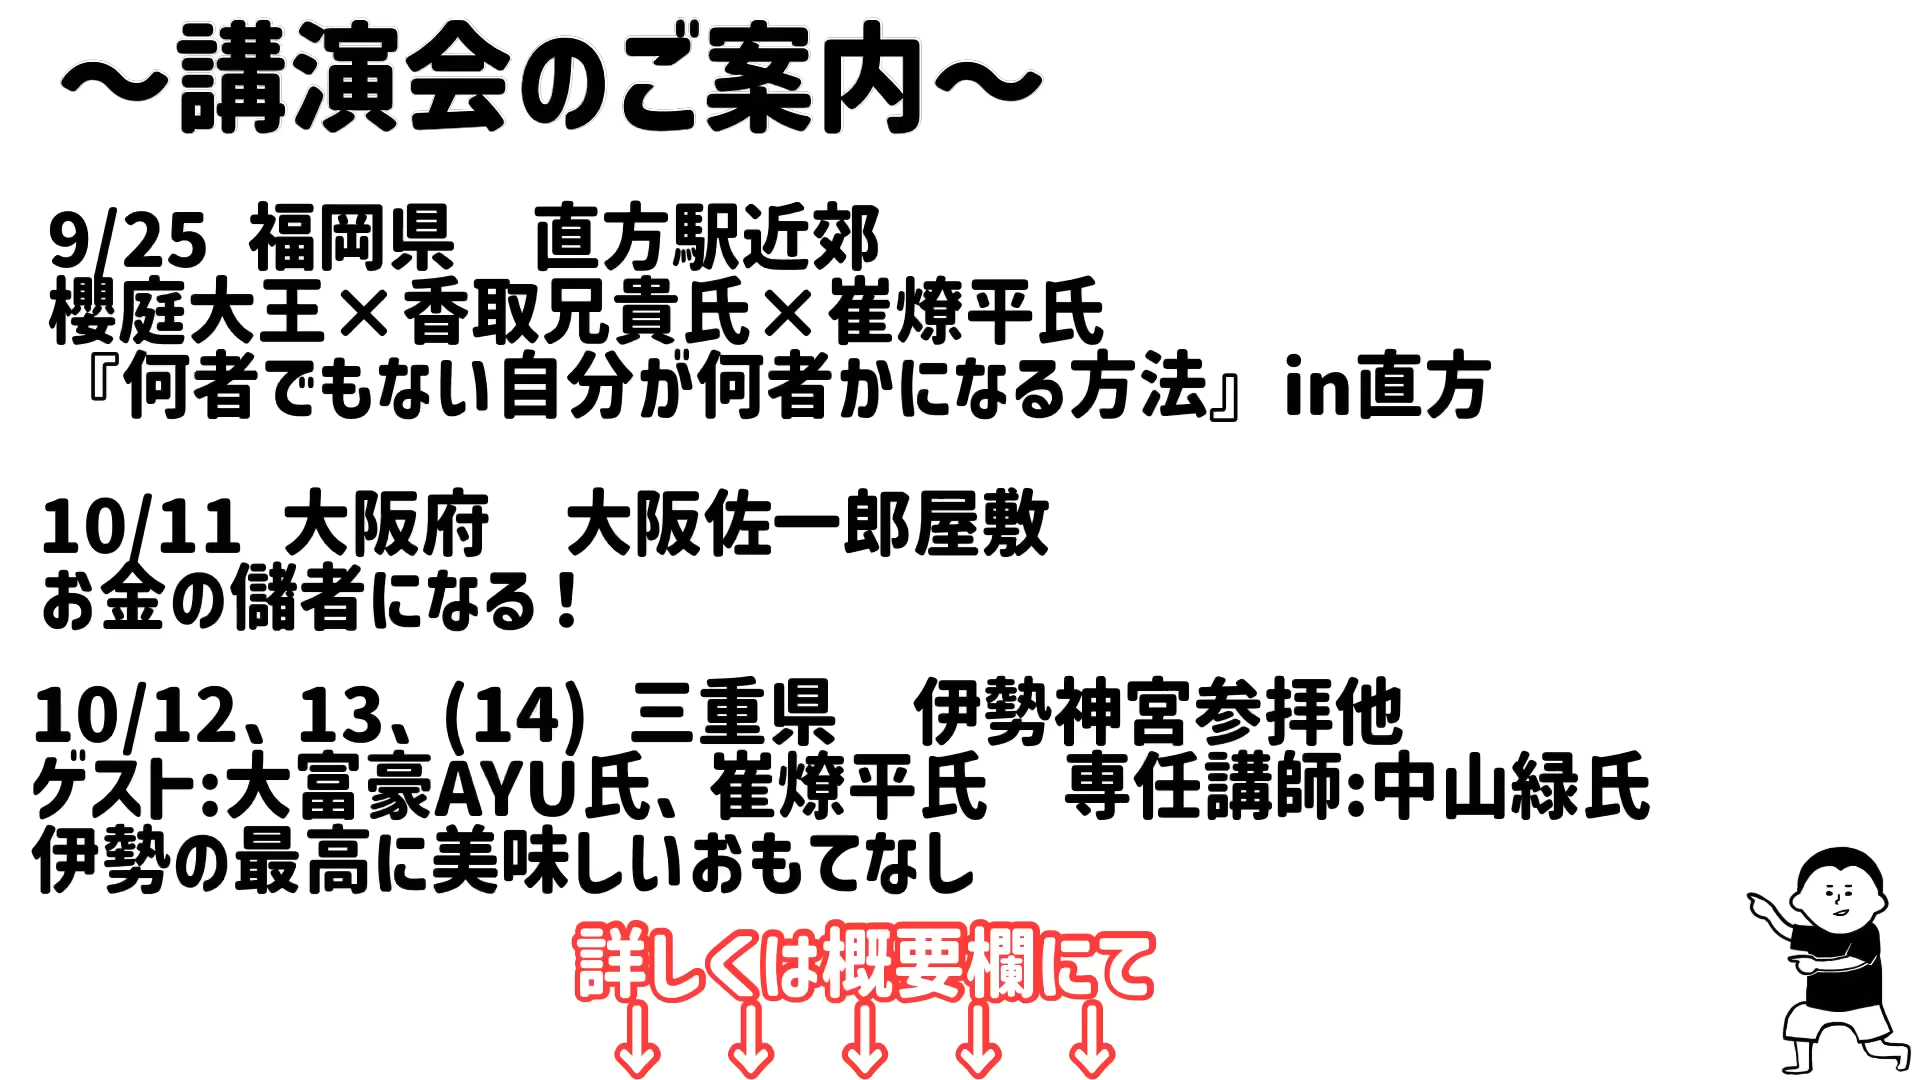 〜講演会のご案内〜
9/25 福岡県　直方駅近郊
櫻庭大王×香取兄貴氏×崔燎平氏
『何者でもない自分が何者かになる方法』 in直方
10/11 大阪府　大阪佐一郎屋敷
お金の儲者になる！
10/12、13、(14) 三重県　伊勢神宮参拝他
ゲスト:大富豪AYU氏、崔燎平氏　専任講師:中山緑氏
伊勢の最高に美味しいおもてなし
詳しくは概要欄にて
↓ ↓ ↓ ↓ ↓